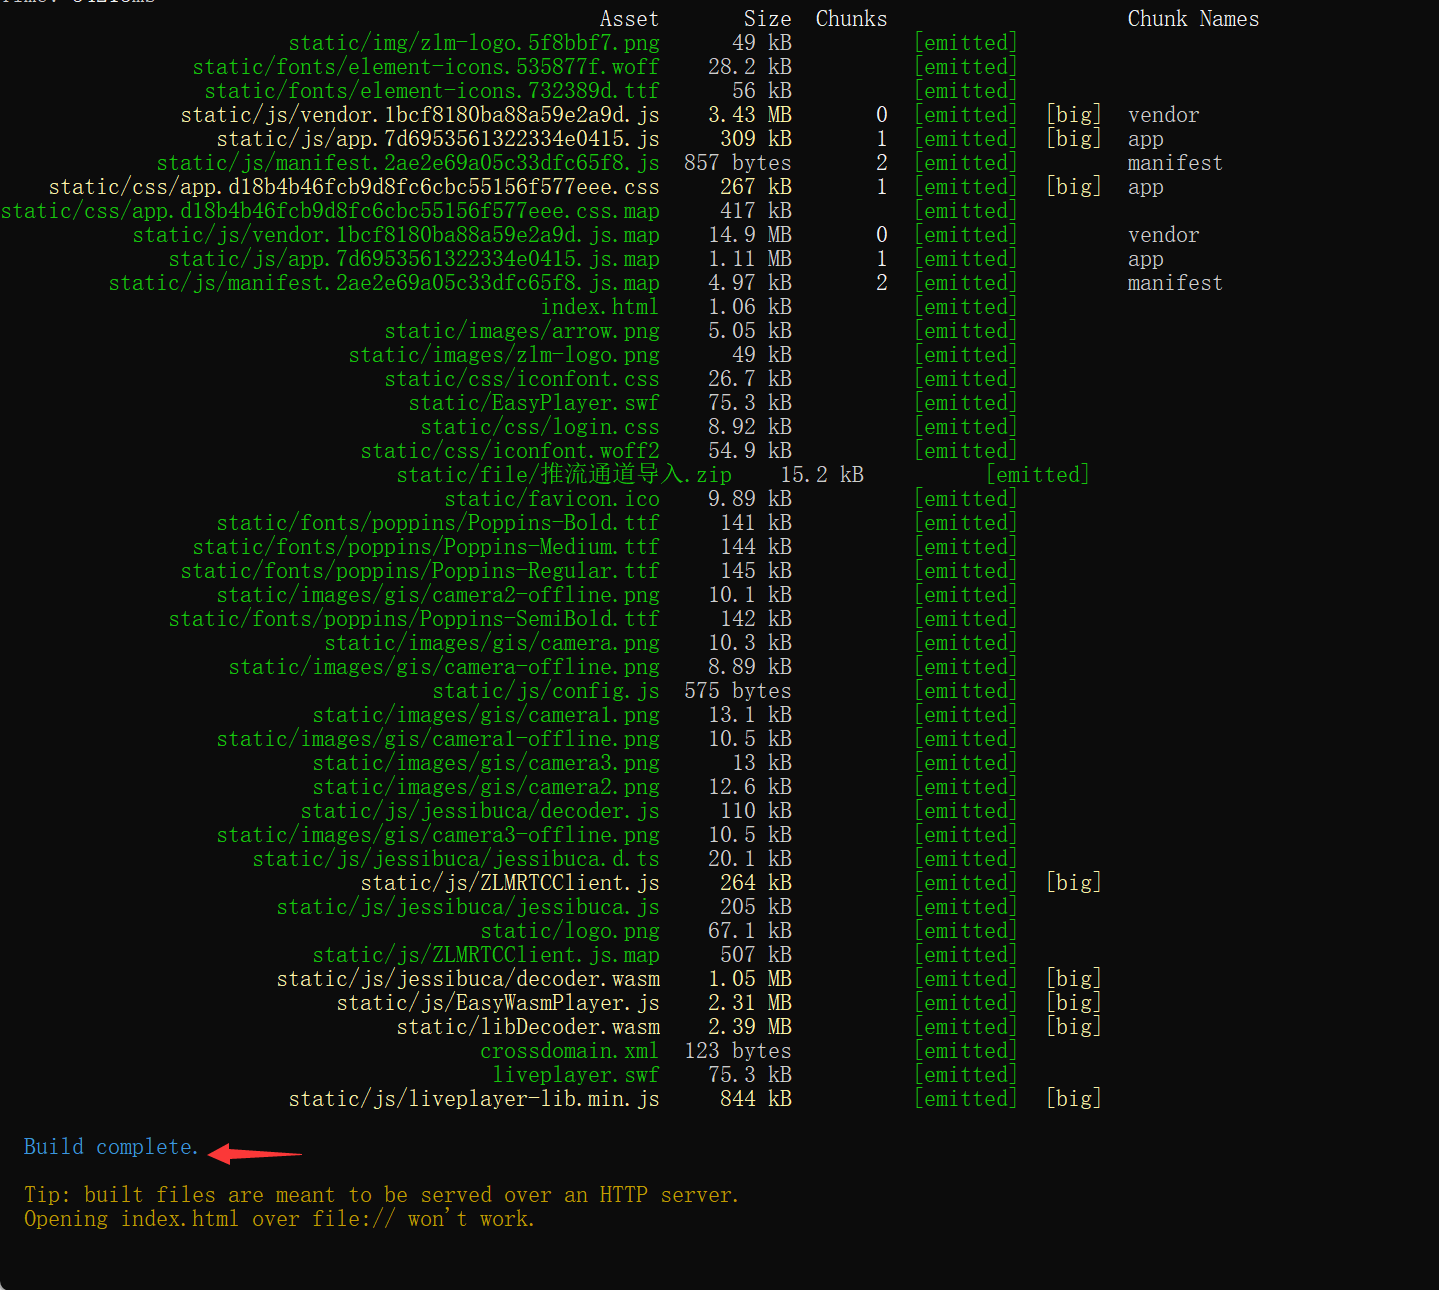 Asset Size Chunks Chunk Names
static/img/zlm-logo.5f8bbf7.png 49 kB [emitted]
static/fonts/element-icons.535877f.woff 28.2 kB [emitted]
static/fonts/element-icons.732389d.ttf 56 kB [emitted]
static/js/vendor.1bcf8180ba88a59e2a9d.js 3.43 MB 0 [emitted] [big] vendor
static/js/app.7d6953561322334e0415.js 309 kB 1 [emitted] [big] app
static/js/manifest.2ae2e69a05c33dfc65f8.js 857 bytes 2 [emitted] manifest
static/css/app.d18b4b46fcb9d8fc6cbc55156f577eee.css 267 kB 1 [emitted] [big] app
static/css/app.d18b4b46fcb9d8fc6cbc55156f577eee.css.map 417 kB [emitted]
static/js/vendor.1bcf8180ba88a59e2a9d.js.map 14.9 MB 0 [emitted] vendor
static/js/app.7d6953561322334e0415.js.map 1.11 MB 1 [emitted] app
static/js/manifest.2ae2e69a05c33dfc65f8.js.map 4.97 kB 2 [emitted] manifest
index.html 1.06 kB [emitted]
static/images/arrow.png 5.05 kB [emitted]
static/images/zlm-logo.png 49 kB [emitted]
static/css/iconfont.css 26.7 kB [emitted]
static/EasyPlayer.swf 75.3 kB [emitted]
static/css/login.css 8.92 kB [emitted]
static/css/iconfont.woff2 54.9 kB [emitted]
static/file/推流通道导入.zip 15.2 kB [emitted]
static/favicon.ico 9.89 kB [emitted]
static/fonts/poppins/Poppins-Bold.ttf 141 kB [emitted]
static/fonts/poppins/Poppins-Medium.ttf 144 kB [emitted]
static/fonts/poppins/Poppins-Regular.ttf 145 kB [emitted]
static/images/gis/camera2-offline.png 10.1 kB [emitted]
static/fonts/poppins/Poppins-SemiBold.ttf 142 kB [emitted]
static/images/gis/camera.png 10.3 kB [emitted]
static/images/gis/camera-offline.png 8.89 kB [emitted]
static/js/config.js 575 bytes [emitted]
static/images/gis/camera1.png 13.1 kB [emitted]
static/images/gis/camera1-offline.png 10.5 kB [emitted]
static/images/gis/camera3.png 13 kB [emitted]
static/images/gis/camera2.png 12.6 kB [emitted]
static/js/jessibuca/decoder.js 110 kB [emitted]
static/images/gis/camera3-offline.png 10.5 kB [emitted]
static/js/jessibuca/jessibuca.d.ts 20.1 kB [emitted]
static/js/ZLMRTCClient.js 264 kB [emitted] [big]
static/js/jessibuca/jessibuca.js 205 kB [emitted]
static/logo.png 67.1 kB [emitted]
static/js/ZLMRTCClient.js.map 507 kB [emitted]
static/js/jessibuca/decoder.wasm 1.05 MB [emitted] [big]
static/js/EasyWasmPlayer.js 2.31 MB [emitted] [big]
static/libDecoder.wasm 2.39 MB [emitted] [big]
crossdomain.xml 123 bytes [emitted]
liveplayer.swf 75.3 kB [emitted]
static/js/liveplayer-lib.min.js 844 kB [emitted] [big]
Build complete.
Tip: built files are meant to be served over an HTTP server.
Opening index.html over file:// won't work.